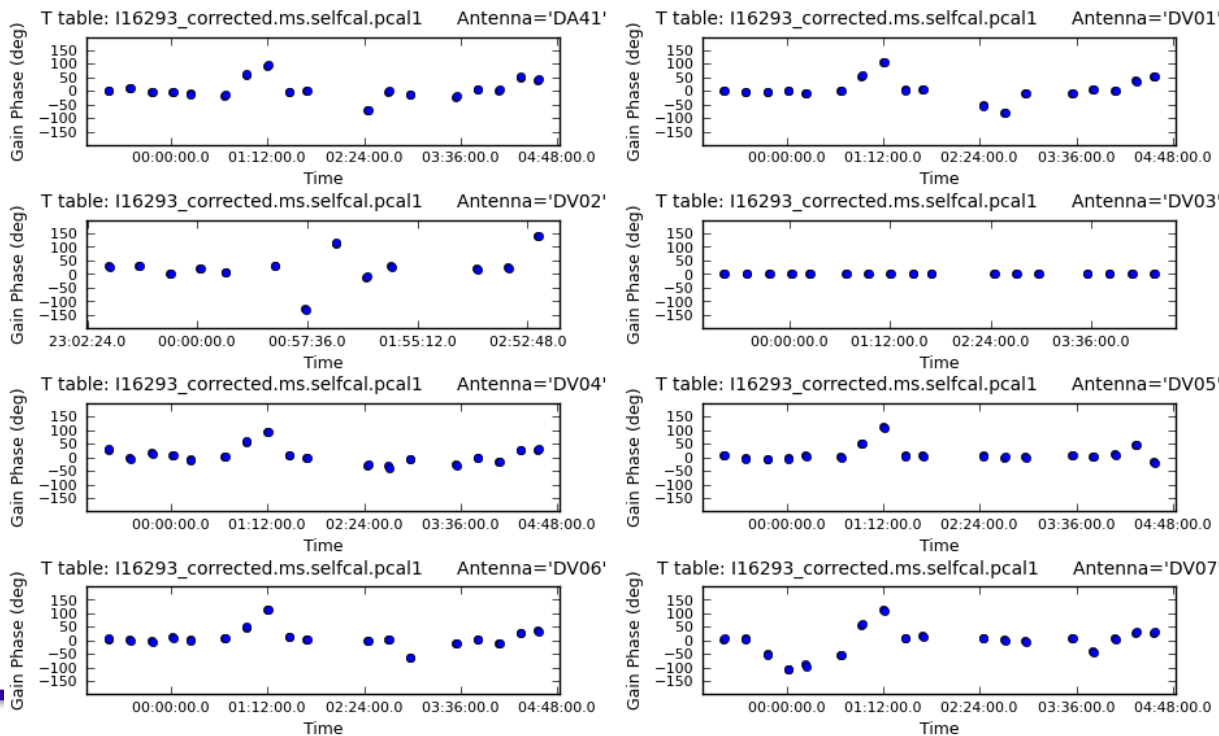 T table: I16293_corrected.ms.selfcal.pcal1 Antenna='DA41'
Gain Phase (deg)
150
100
50
0
−50
−100
−150
00:00:00.0 01:12:00.0 02:24:00.0 03:36:00.0 04:48:00.0
Time
T table: I16293_corrected.ms.selfcal.pcal1 Antenna='DV01'
Gain Phase (deg)
150
100
50
0
−50
−100
−150
00:00:00.0 01:12:00.0 02:24:00.0 03:36:00.0 04:48:00.0
Time
T table: I16293_corrected.ms.selfcal.pcal1 Antenna='DV02'
Gain Phase (deg)
150
100
50
0
−50
−100
−150
23:02:24.0 00:00:00.0 00:57:36.0 01:55:12.0 02:52:48.0
Time
T table: I16293_corrected.ms.selfcal.pcal1 Antenna='DV03'
Gain Phase (deg)
150
100
50
0
−50
−100
−150
00:00:00.0 01:12:00.0 02:24:00.0 03:36:00.0
Time
T table: I16293_corrected.ms.selfcal.pcal1 Antenna='DV04'
Gain Phase (deg)
150
100
50
0
−50
−100
−150
00:00:00.0 01:12:00.0 02:24:00.0 03:36:00.0 04:48:00.0
Time
T table: I16293_corrected.ms.selfcal.pcal1 Antenna='DV05'
Gain Phase (deg)
150
100
50
0
−50
−100
−150
00:00:00.0 01:12:00.0 02:24:00.0 03:36:00.0 04:48:00.0
Time
T table: I16293_corrected.ms.selfcal.pcal1 Antenna='DV06'
Gain Phase (deg)
150
100
50
0
−50
−100
−150
00:00:00.0 01:12:00.0 02:24:00.0 03:36:00.0 04:48:00.0
Time
T table: I16293_corrected.ms.selfcal.pcal1 Antenna='DV07'
Gain Phase (deg)
150
100
50
0
−50
−100
−150
00:00:00.0 01:12:00.0 02:24:00.0 03:36:00.0 04:48:00.0
Time